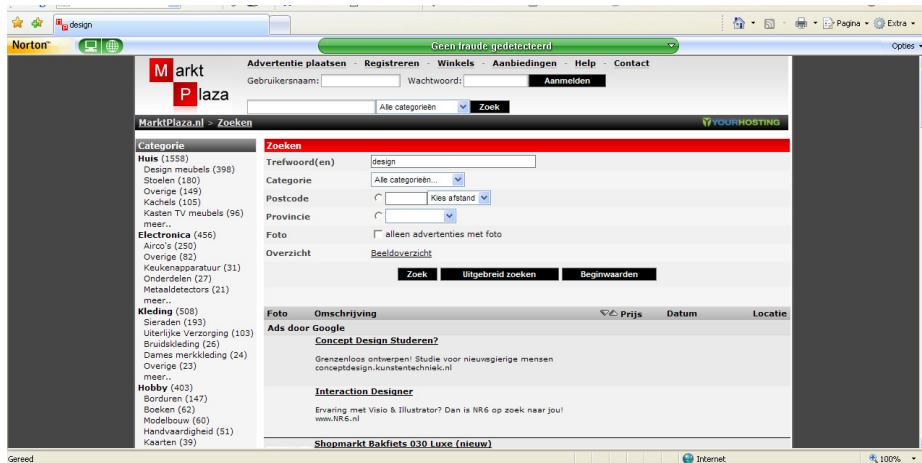 design
Pagina
Extra
Norton
Geen fraude gedetecteerd
Opties
Markt
Plaza
Advertentie plaatsen - Registreren - Winkels - Aanbiedingen - Help - Contact
Gebruikersnaam: Wachtwoord: Aanmelden
Alle categorieën Zoek
MarktPlaza.nl > Zoeken
YOURHOSTING
Categorie
Huis (1558)
Design meubels (398)
Stoelen (180)
Overige (149)
Kachels (105)
Kasten TV meubels (96)
meer..
Electronica (456)
Airco's (250)
Overige (82)
Keukenapparatuur (31)
Onderdelen (27)
Metaaldetectors (21)
meer..
Kleding (508)
Sieraden (193)
Uiterlijke Verzorging (103)
Bruidskleding (26)
Dames merkkleding (24)
Overige (23)
meer..
Hobby (403)
Borduren (147)
Boeken (62)
Modelbouw (60)
Handvaardigheid (51)
Kaarten (39)
Zoeken
Trefwoord(en) design
Categorie Alle categorieën...
Postcode Kies afstand
Provincie
Foto alleen advertenties met foto
Overzicht Beeldoverzicht
Zoek Uitgebreid zoeken Beginwaarden
Foto Omschrijving Prijs Datum Locatie
Ads door Google
Concept Design Studeren?
Grenzenloos ontwerpen! Studie voor nieuwsgierige mensen
conceptdesign.kunstentechniek.nl
Interaction Designer
Ervaring met Visio & Illustrator? Dan is NR6 op zoek naar jou!
www.NR6.nl
Shopmarkt Bakfiets 030 Luxe (nieuw)
Gereed
Internet
100%